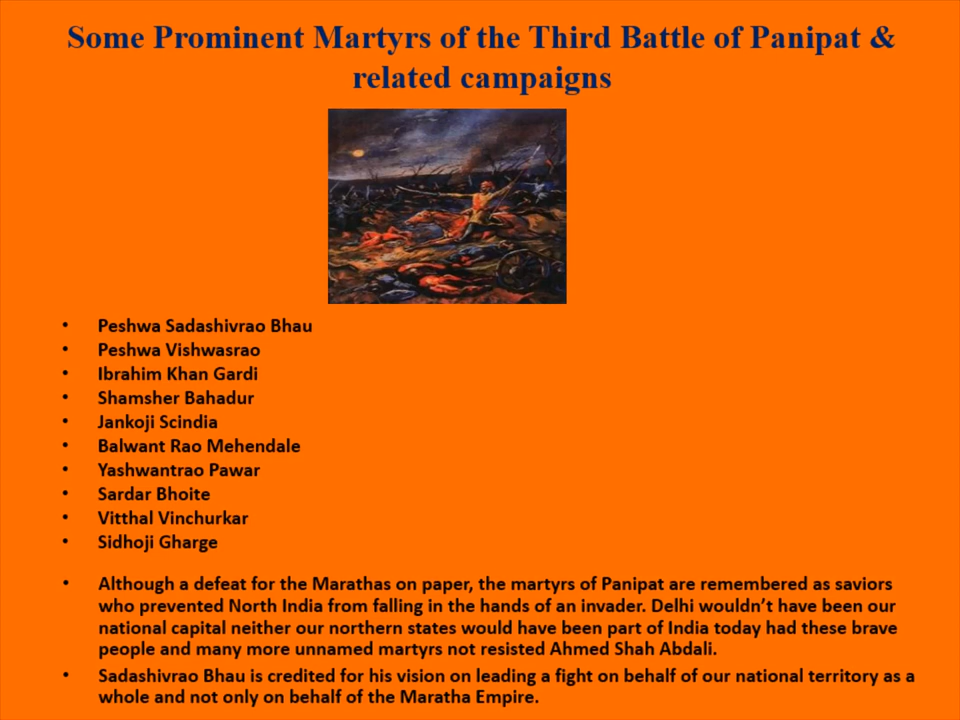 Some Prominent Martyrs of the Third Battle of Panipat &
related campaigns
• Peshwa Sadashivrao Bhau
• Peshwa Vishwasrao
• Ibrahim Khan Gardi
• Shamsher Bahadur
• Jankoji Scindia
• Balwant Rao Mehendale
• Yashwantrao Pawar
• Sardar Bhoite
• Vitthal Vinchurkar
• Sidhoji Gharge
• Although a defeat for the Marathas on paper, the martyrs of Panipat are remembered as saviors
who prevented North India from falling in the hands of an invader. Delhi wouldn’t have been our
national capital neither our northern states would have been part of India today had these brave
people and many more unnamed martyrs not resisted Ahmed Shah Abdali.
• Sadashivrao Bhau is credited for his vision on leading a fight on behalf of our national territory as a
whole and not only on behalf of the Maratha Empire.